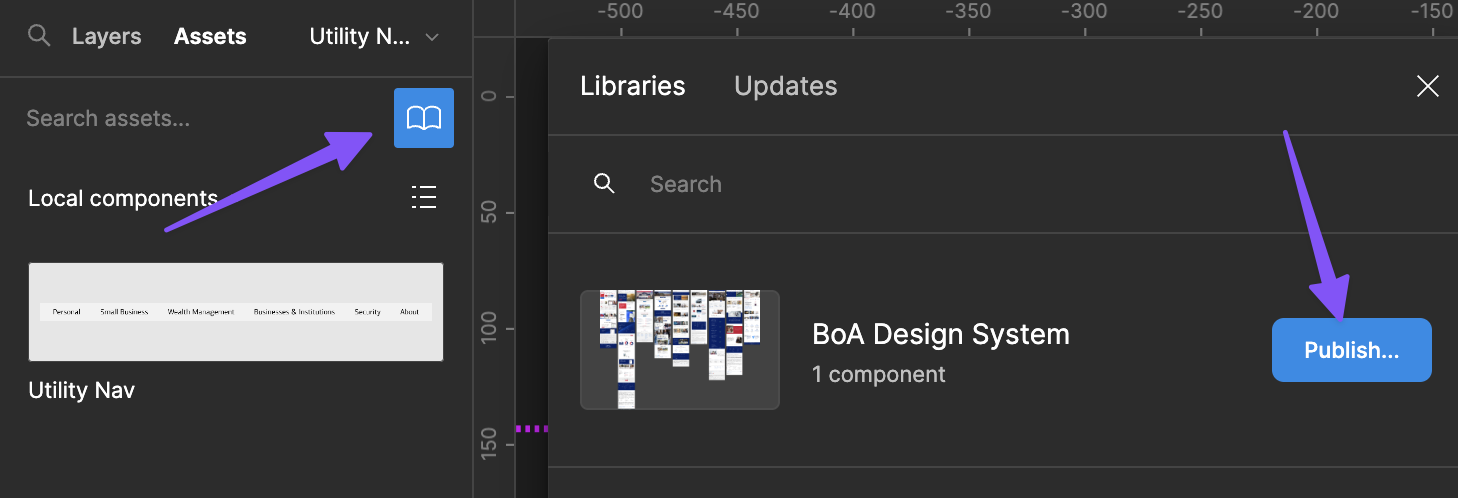 Layers Assets Utility N...
Search assets...
Local components
Personal Small Business Wealth Management Businesses & Institutions Security About
Utility Nav
-500 -450 -400 -350 -300 -250 -200 -150
0
50
100
150
Libraries Updates
Search
BoA Design System
1 component
Publish...